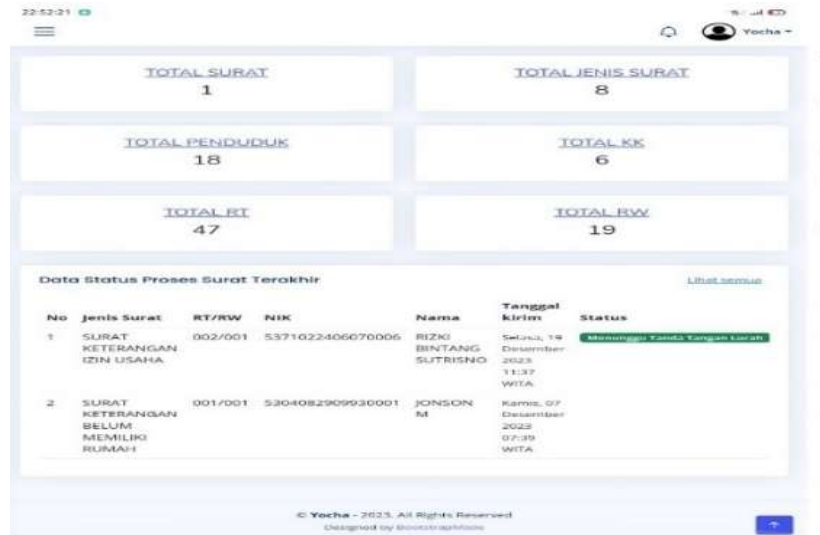 22:52:21
Yocha
TOTAL SURAT
1
TOTAL JENIS SURAT
8
TOTAL PENDUDUK
18
TOTAL KK
6
TOTAL RT
47
TOTAL RW
19
Data Status Proses Surat Terakhir
Lihat semua
No Jenis Surat RT/RW NIK Nama Tanggal kirim Status
1 SURAT 002/001 5371022406070006 RIZKI Selasa, 19 Menunggu Tanda Tangan Lurah
KETERANGAN BINTANG Desember
IZIN USAHA SUTRISNO 2023
11:37
WITA
2 SURAT 001/001 5304082909930001 JONSON Kamis, 07
KETERANGAN M Desember
BELUM 2023
MEMILIKI 07:39
RUMAH WITA
© Yocha - 2023. All Rights Reserved
Designed by BootstrapMade